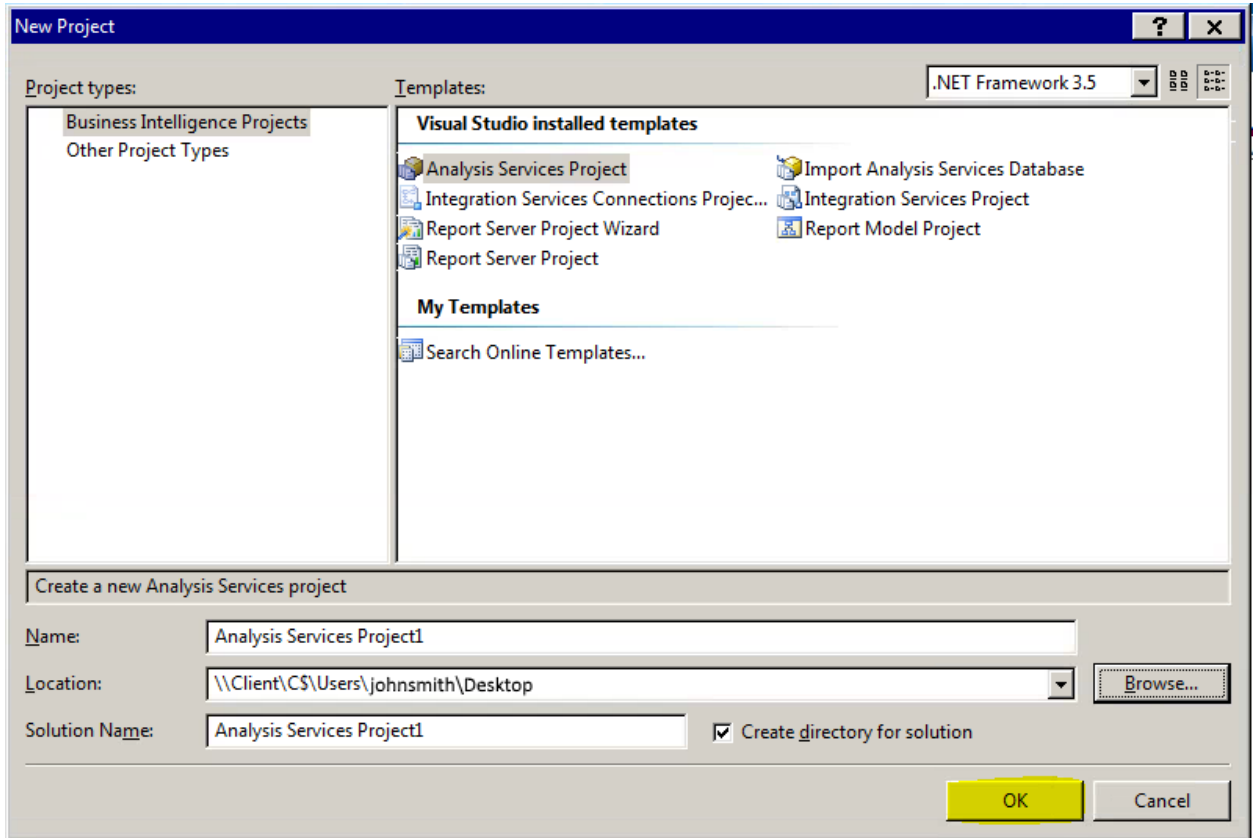 New Project
? X
Project types:
Templates:
.NET Framework 3.5
Business Intelligence Projects
Other Project Types
Visual Studio installed templates
Analysis Services Project
Import Analysis Services Database
Integration Services Connections Projec...
Integration Services Project
Report Server Project Wizard
Report Model Project
Report Server Project
My Templates
Search Online Templates...
Create a new Analysis Services project
Name:
Analysis Services Project1
Location:
\\Client\C$\Users\johnsmith\Desktop
Browse...
Solution Name:
Analysis Services Project1
Create directory for solution
OK
Cancel